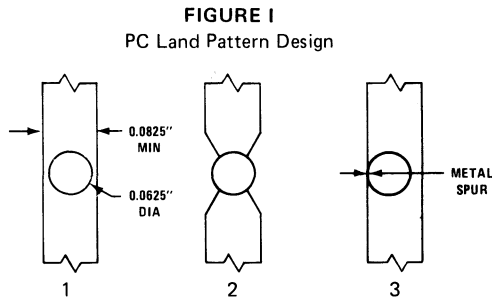 FIGURE I
PC Land Pattern Design
0.0825″
MIN
0.0625″
DIA
METAL
SPUR
1
2
3